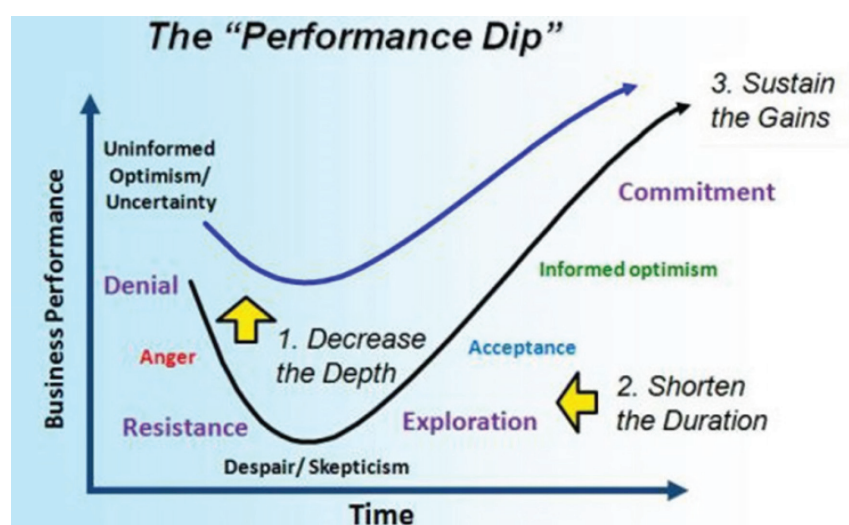 The "Performance Dip"
3. Sustain
the Gains
Uninformed
Optimism/
Uncertainty
Commitment
Denial
Informed optimism
1. Decrease
the Depth
Anger
Acceptance
2. Shorten
the Duration
Resistance
Exploration
Despair/ Skepticism
Business Performance
Time